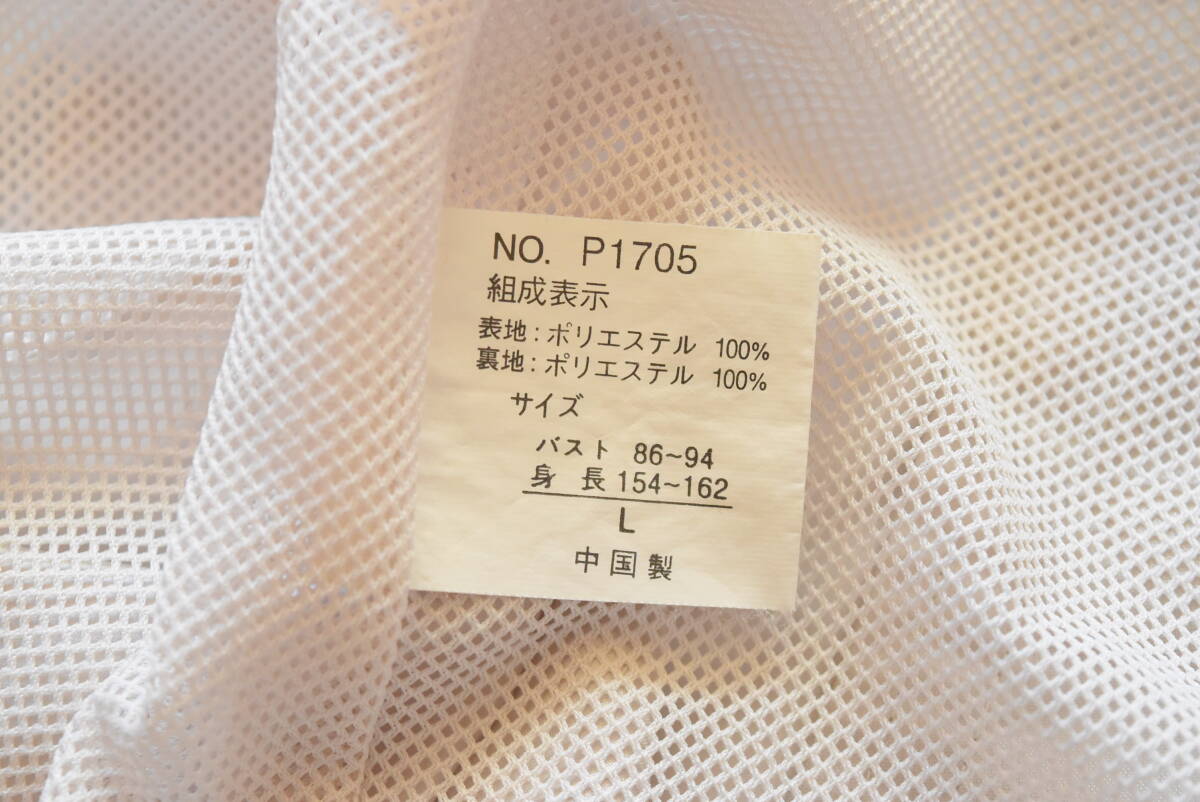 NO. P1705
組成表示
表地：ポリエステル 100%
裏地：ポリエステル 100%
サイズ
バスト 86~94
身長 154~162
L
中国製